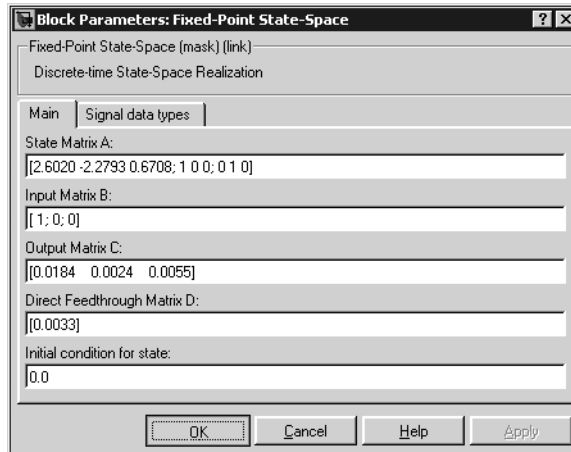 Block Parameters: Fixed-Point State-Space
Fixed-Point State-Space (mask) (link)
Discrete-time State-Space Realization
Main Signal data types
State Matrix A:
[2.6020 -2.2793 0.6708; 1 0 0; 0 1 0]
Input Matrix B:
[ 1; 0; 0]
Output Matrix C:
[0.0184 0.0024 0.0055]
Direct Feedthrough Matrix D:
[0.0033]
Initial condition for state:
0.0
OK Cancel Help Apply